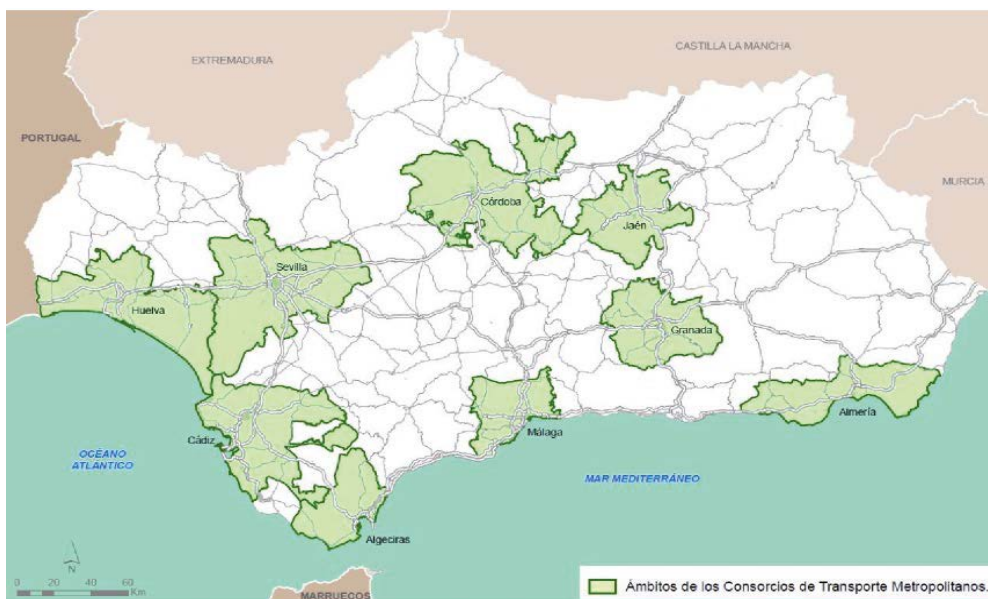 CASTILLA LA MANCHA
EXTREMADURA
PORTUGAL
MURCIA
Córdoba
Jaén
Sevilla
Huelva
Granada
Almería
Málaga
Cádiz
OCÉANO
ATLANTICO
MAR MEDITERRÁNEO
Algeciras
N
0 20 40 60
Km
MARRUECOS
Ámbitos de los Consorcios de Transporte Metropolitanos.